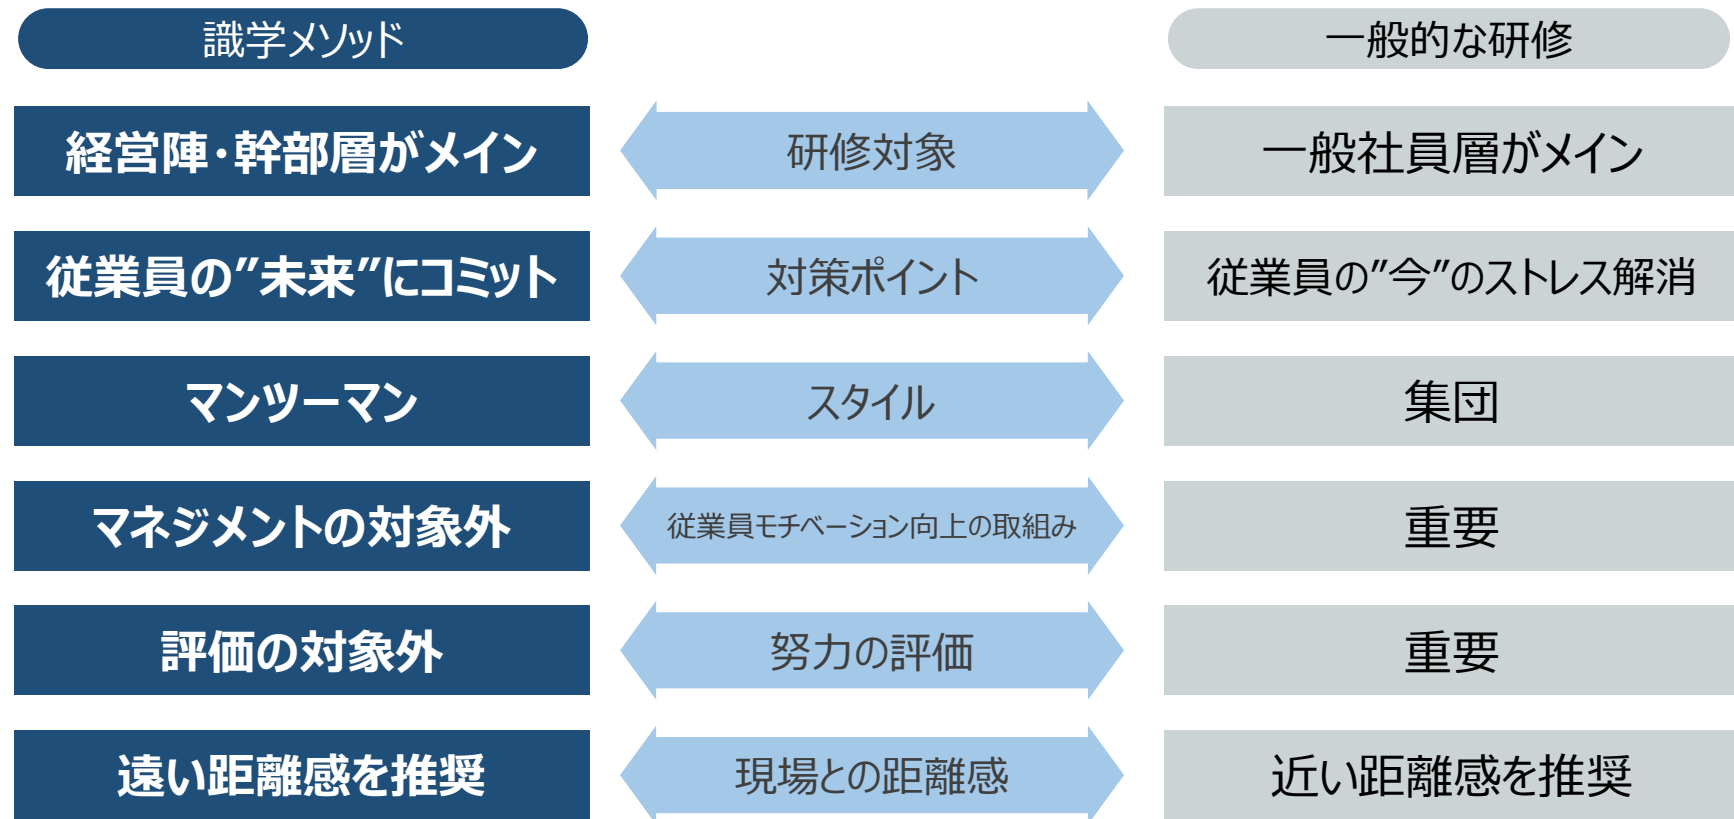 識学メソッド
一般的な研修
経営陣・幹部層がメイン
研修対象
一般社員層がメイン
従業員の”未来”にコミット
対策ポイント
従業員の”今”のストレス解消
マンツーマン
スタイル
集団
マネジメントの対象外
従業員モチベーション向上の取組み
重要
評価の対象外
努力の評価
重要
遠い距離感を推奨
現場との距離感
近い距離感を推奨